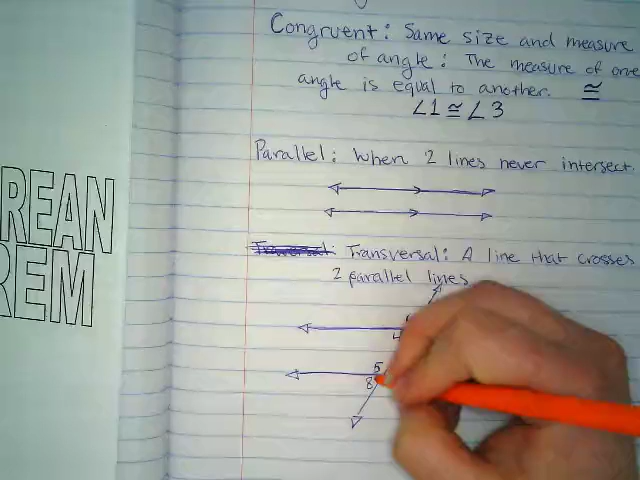 Congruent: Same size and measure
of angle: The measure of one
angle is equal to another. ≅
∠1 ≅ ∠3
Parallel: When 2 lines never intersect.
REAN
REM
Transversal: A line that crosses
2 parallel lines
5
8